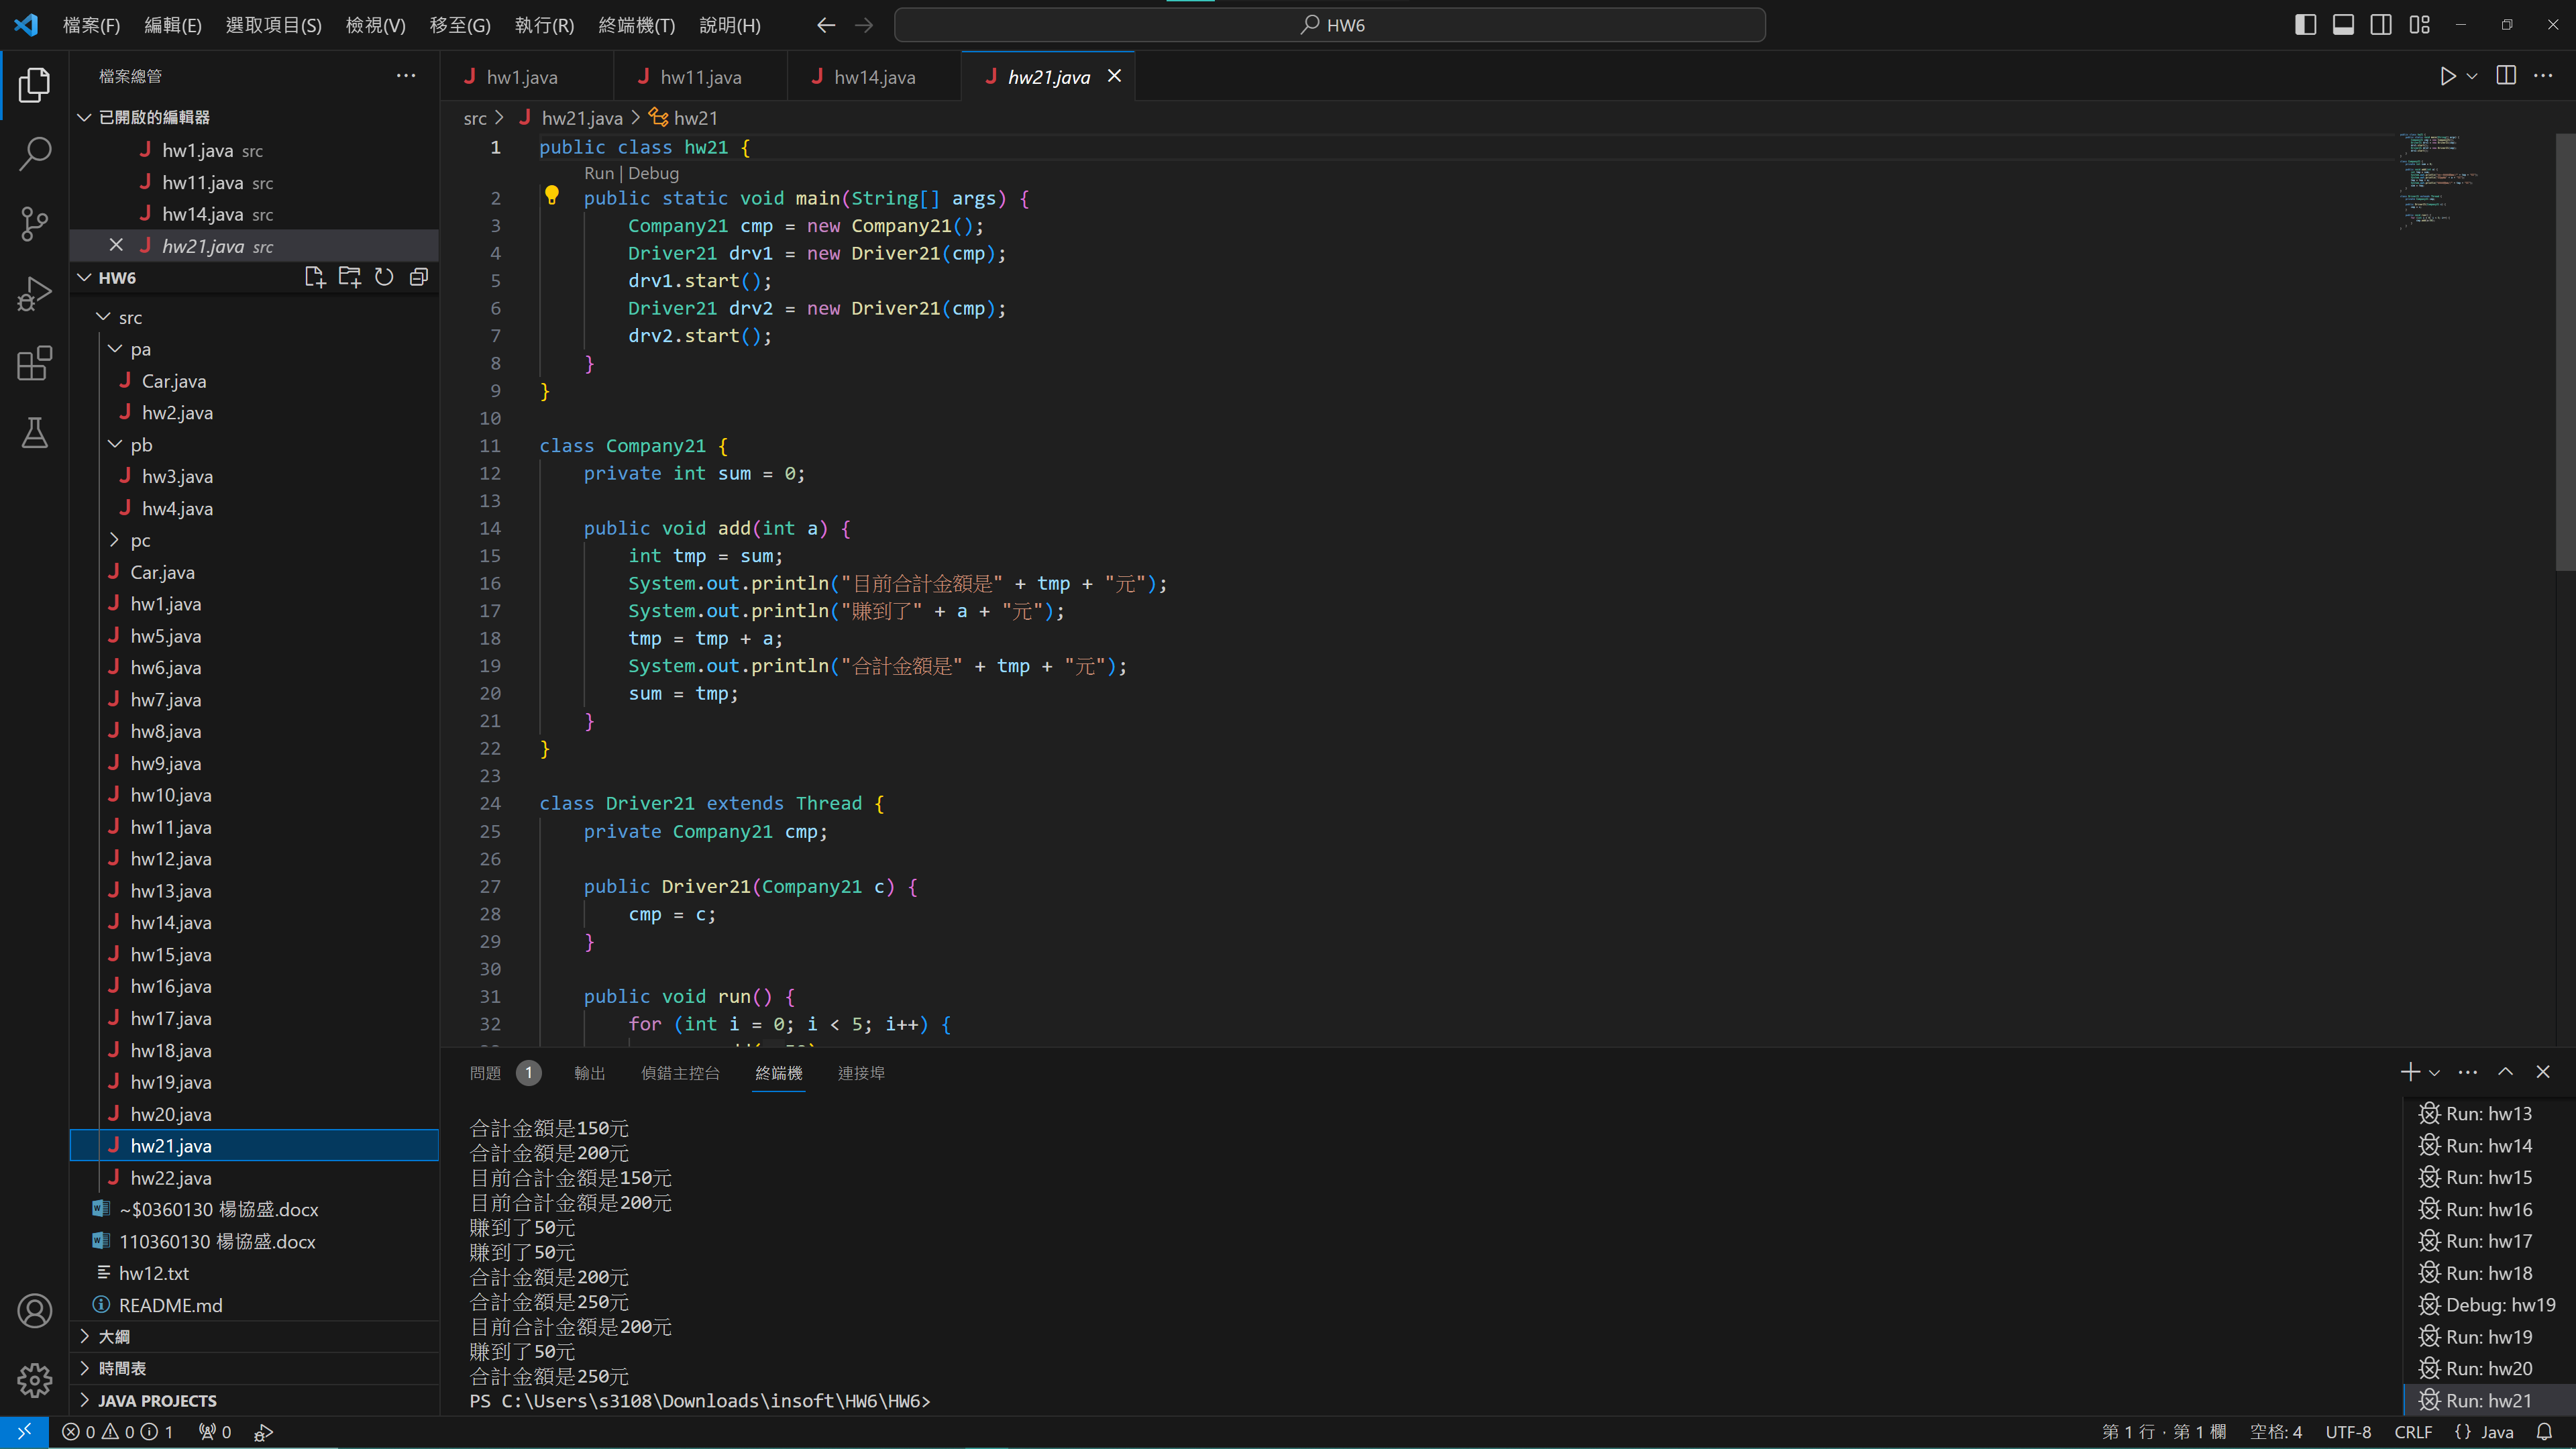 檔案(F) 編輯(E) 選取項目(S) 檢視(V) 移至(G) 執行(R) 終端機(T) 說明(H)
HW6
檔案總管
已開啟的編輯器
hw1.java src
hw11.java src
hw14.java src
hw21.java src
HW6
src
pa
Car.java
hw2.java
pb
hw3.java
hw4.java
pc
Car.java
hw1.java
hw5.java
hw6.java
hw7.java
hw8.java
hw9.java
hw10.java
hw11.java
hw12.java
hw13.java
hw14.java
hw15.java
hw16.java
hw17.java
hw18.java
hw19.java
hw20.java
hw21.java
hw22.java
~$0360130 楊協盛.docx
110360130 楊協盛.docx
hw12.txt
README.md
大綱
時間表
JAVA PROJECTS
hw1.java hw11.java hw14.java hw21.java
src > hw21.java > hw21
1 public class hw21 {
Run | Debug
2 public static void main(String[] args) {
3 Company21 cmp = new Company21();
4 Driver21 drv1 = new Driver21(cmp);
5 drv1.start();
6 Driver21 drv2 = new Driver21(cmp);
7 drv2.start();
8 }
9 }
10
11 class Company21 {
12 private int sum = 0;
13
14 public void add(int a) {
15 int tmp = sum;
16 System.out.println("目前合計金額是" + tmp + "元");
17 System.out.println("賺到了" + a + "元");
18 tmp = tmp + a;
19 System.out.println("合計金額是" + tmp + "元");
20 sum = tmp;
21 }
22 }
23
24 class Driver21 extends Thread {
25 private Company21 cmp;
26
27 public Driver21(Company21 c) {
28 cmp = c;
29 }
30
31 public void run() {
32 for (int i = 0; i < 5; i++) {
問題 1 輸出 偵錯主控台 終端機 連接埠
合計金額是150元
合計金額是200元
目前合計金額是150元
目前合計金額是200元
賺到了50元
賺到了50元
合計金額是200元
合計金額是250元
目前合計金額是200元
賺到了50元
合計金額是250元
PS C:\Users\s3108\Downloads\insoft\HW6\HW6>
Run: hw13
Run: hw14
Run: hw15
Run: hw16
Run: hw17
Run: hw18
Debug: hw19
Run: hw19
Run: hw20
Run: hw21
0 0 1 0 第 1 行，第 1 欄 空格: 4 UTF-8 CRLF {} Java